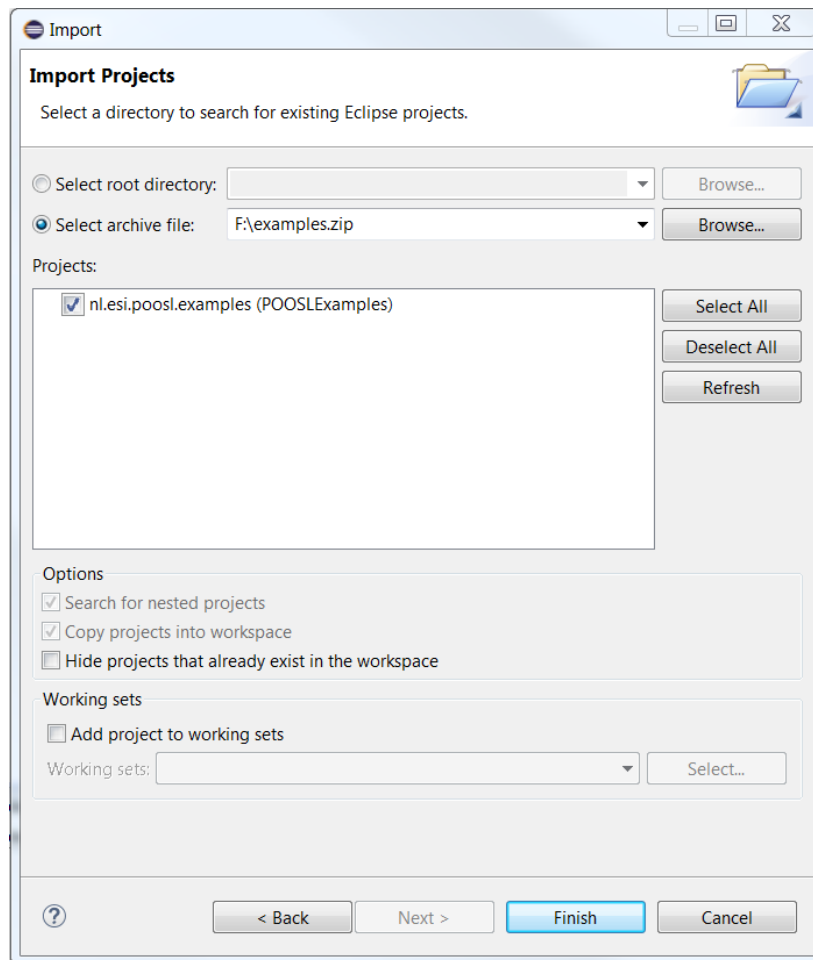 Import
Import Projects
Select a directory to search for existing Eclipse projects.
Select root directory: Browse...
Select archive file: F:\examples.zip Browse...
Projects:
nl.esi.poosl.examples (POOSLExamples)
Select All
Deselect All
Refresh
Options
Search for nested projects
Copy projects into workspace
Hide projects that already exist in the workspace
Working sets
Add project to working sets
Working sets: Select...
? < Back Next > Finish Cancel